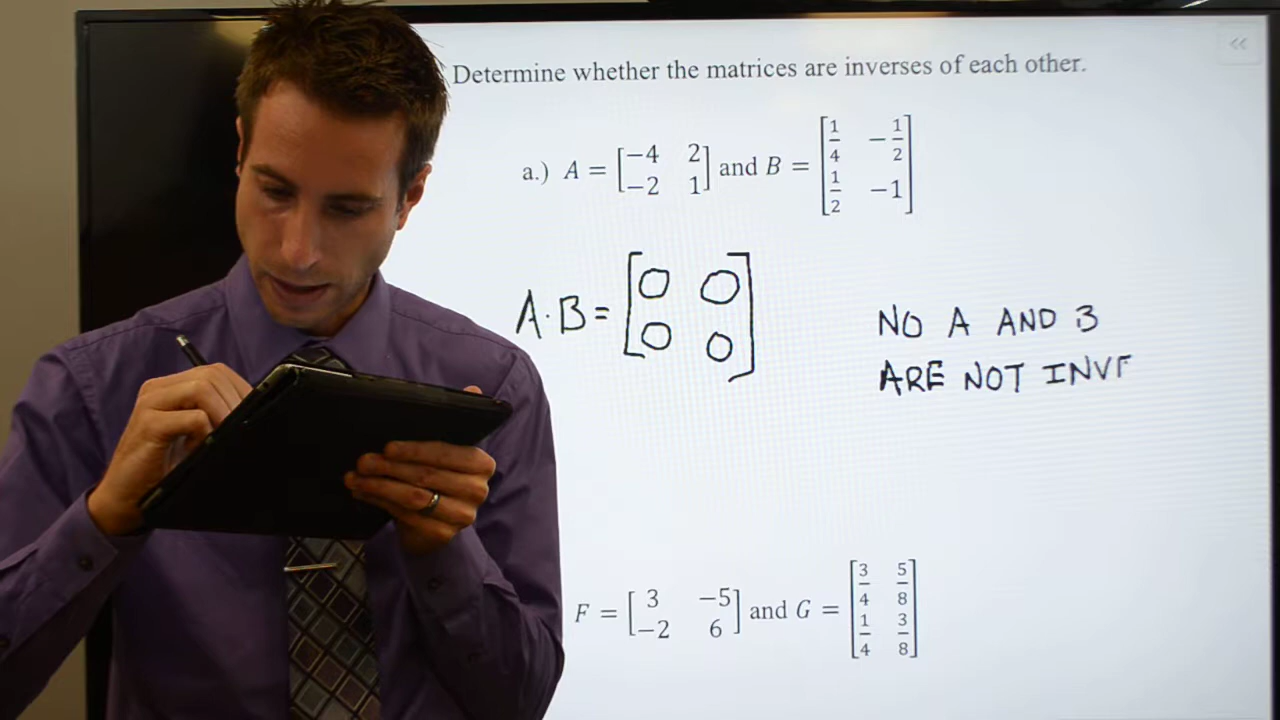 Determine whether the matrices are inverses of each other.
a.) A = [−4 2 −2 1] and B = [1/4 −1/2 1/2 −1]
A·B = [0 0 0 0]
NO A AND B
ARE NOT INVE
F = [3 −5 −2 6] and G = [3/4 5/8 1/4 3/8]